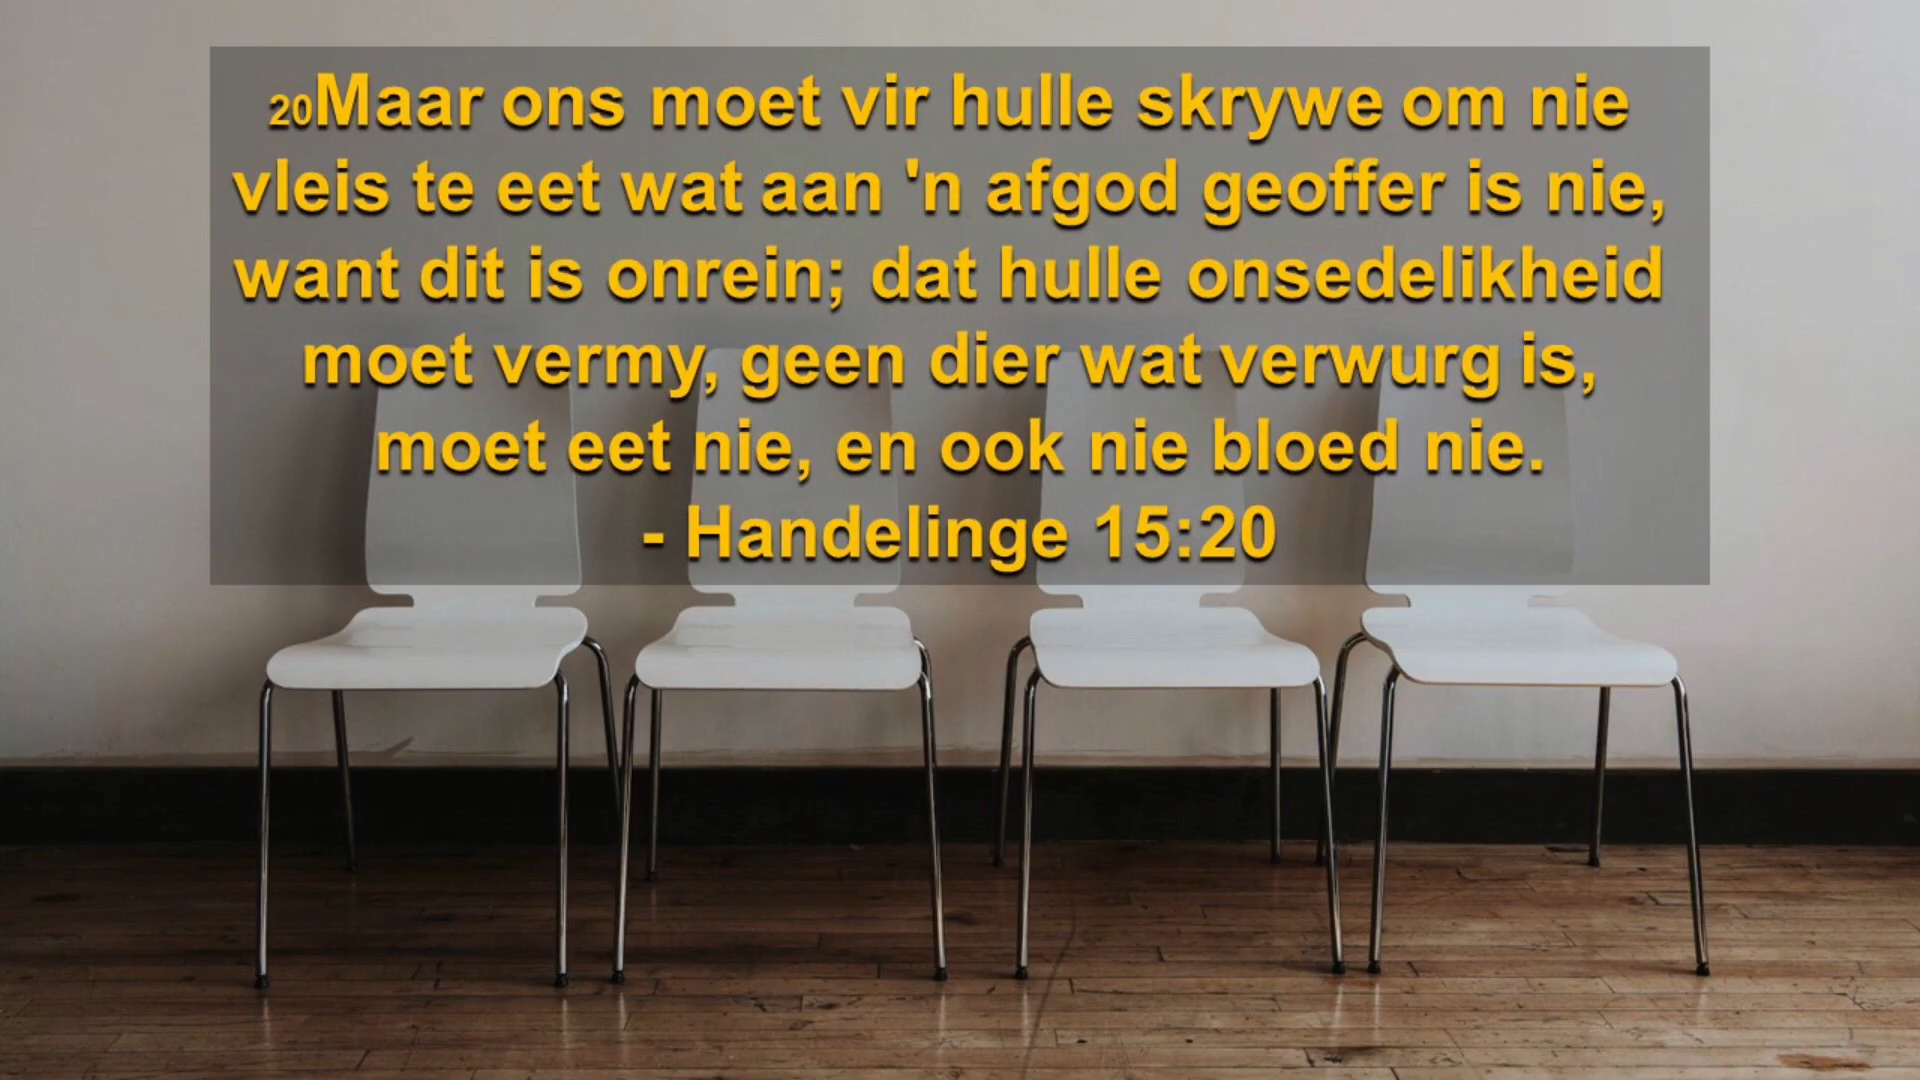 20Maar ons moet vir hulle skrywe om nie
vleis te eet wat aan 'n afgod geoffer is nie,
want dit is onrein; dat hulle onsedelikheid
moet vermy, geen dier wat verwurg is,
moet eet nie, en ook nie bloed nie.
- Handelinge 15:20